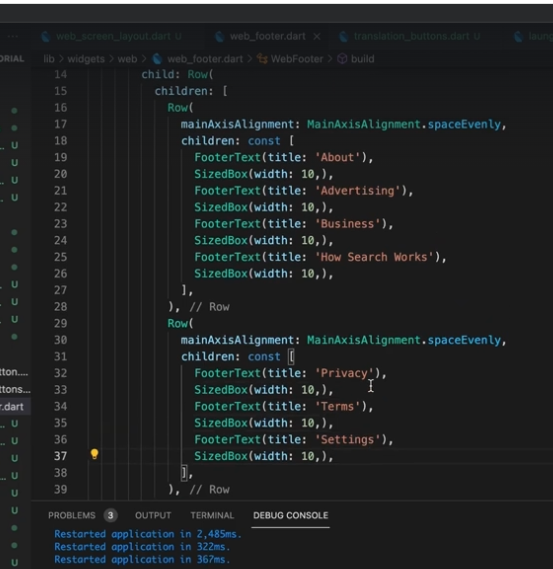 web_screen_layout.dart U web_footer.dart × translation_buttons.dart U
ORIAL lib > widgets > web > web_footer.dart > WebFooter > build
14 child: Row(
15 children: [
16 Row(
17 mainAxisAlignment: MainAxisAlignment.spaceEvenly,
18 children: const [
19 FooterText(title: 'About'),
20 SizedBox(width: 10,),
21 FooterText(title: 'Advertising'),
22 SizedBox(width: 10,),
23 FooterText(title: 'Business'),
24 SizedBox(width: 10,),
25 FooterText(title: 'How Search Works'),
26 SizedBox(width: 10,),
27 ],
28 ), // Row
29 Row(
30 mainAxisAlignment: MainAxisAlignment.spaceEvenly,
31 children: const [
32 FooterText(title: 'Privacy'),
33 SizedBox(width: 10,),
34 FooterText(title: 'Terms'),
35 SizedBox(width: 10,),
36 FooterText(title: 'Settings'),
37 SizedBox(width: 10,),
38 ],
39 ), // Row
PROBLEMS 3 OUTPUT TERMINAL DEBUG CONSOLE
Restarted application in 2,485ms.
Restarted application in 322ms.
Restarted application in 367ms.